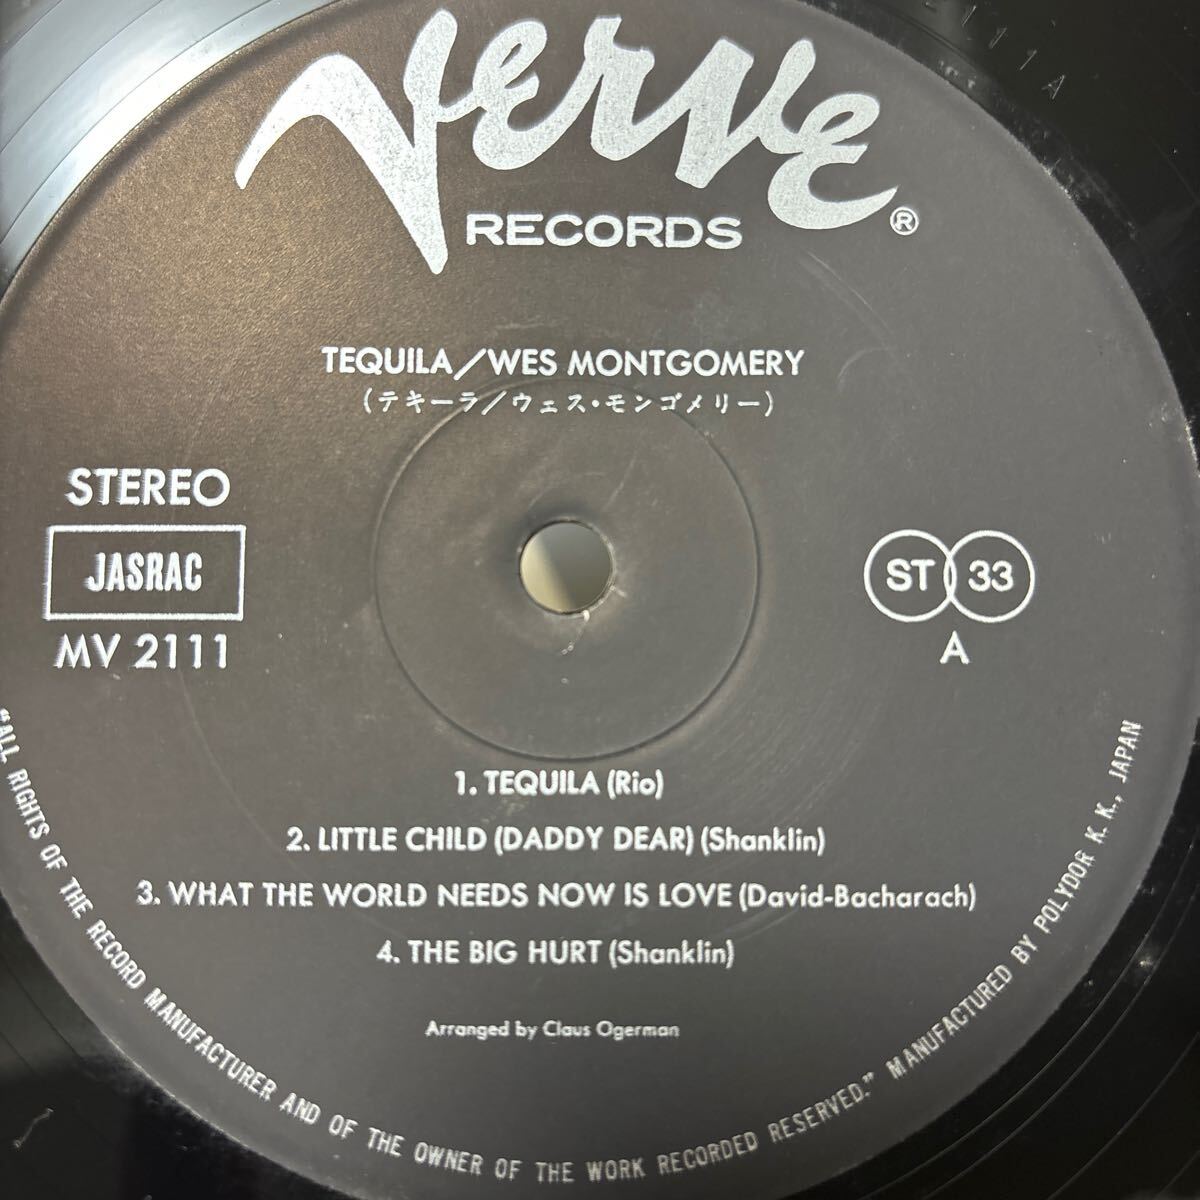 Verve
RECORDS ®
TEQUILA/WES MONTGOMERY
(テキーラ/ウェス・モンゴメリー)
STEREO
JASRAC
MV 2111
ST 33
A
1. TEQUILA (Rio)
2. LITTLE CHILD (DADDY DEAR) (Shanklin)
3. WHAT THE WORLD NEEDS NOW IS LOVE (David-Bacharach)
4. THE BIG HURT (Shanklin)
Arranged by Claus Ogerman
"ALL RIGHTS OF THE RECORD MANUFACTURER AND OF THE OWNER OF THE WORK RECORDED RESERVED." MANUFACTURED BY POLYDOR K. K., JAPAN